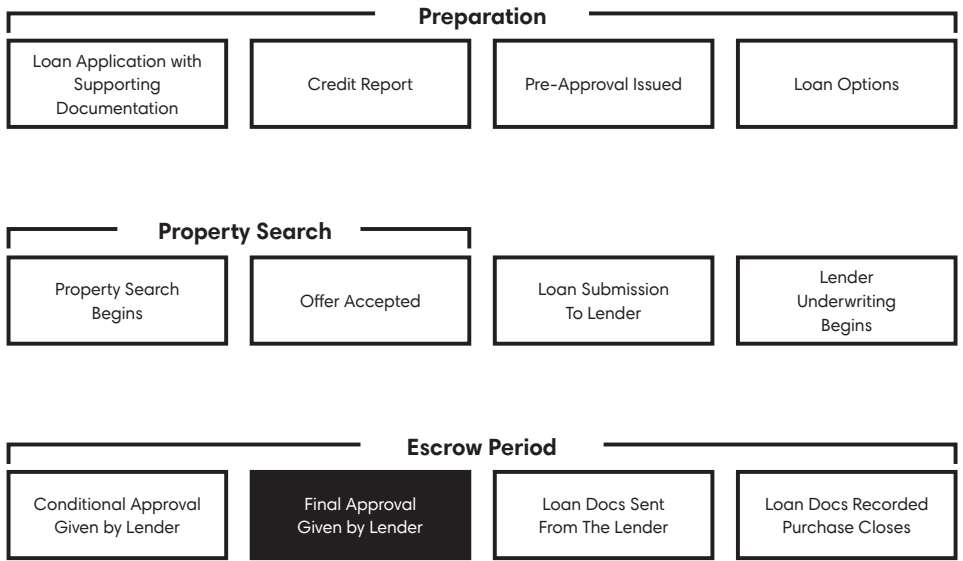 Preparation
Loan Application with
Supporting
Documentation
Credit Report
Pre-Approval Issued
Loan Options
Property Search
Property Search
Begins
Offer Accepted
Loan Submission
To Lender
Lender
Underwriting
Begins
Escrow Period
Conditional Approval
Given by Lender
Final Approval
Given by Lender
Loan Docs Sent
From The Lender
Loan Docs Recorded
Purchase Closes